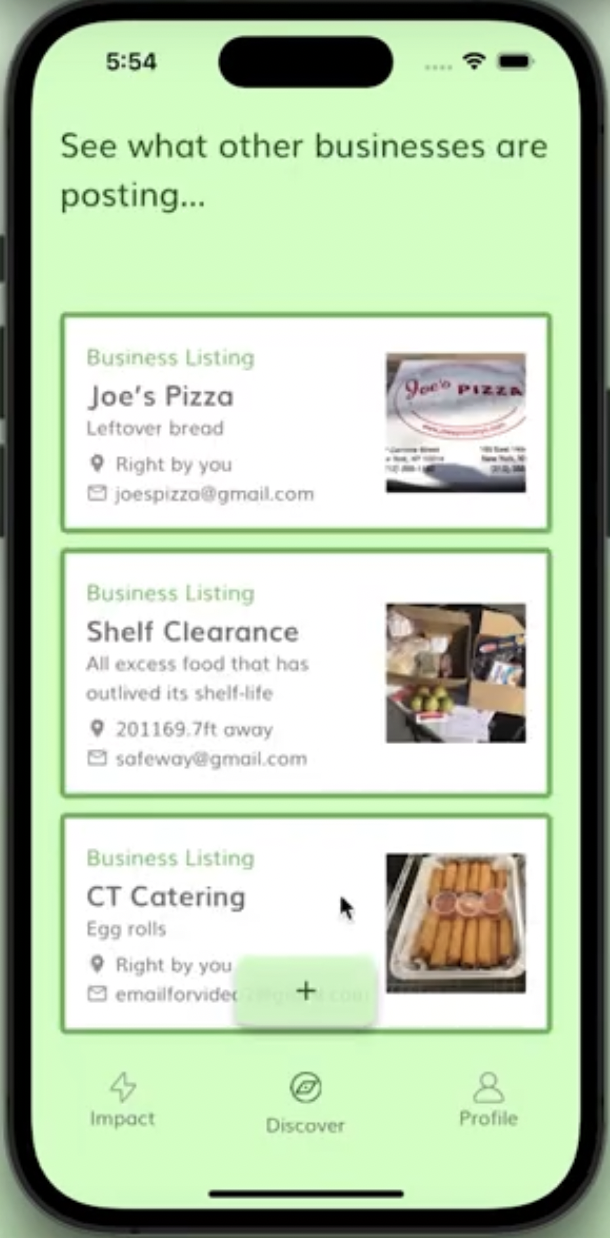 5:54
See what other businesses are
posting...
Business Listing
Joe's Pizza
Leftover bread
Right by you
joespizza@gmail.com
Joe's PIZZA
Business Listing
Shelf Clearance
All excess food that has
outlived its shelf-life
201169.7ft away
safeway@gmail.com
Business Listing
CT Catering
Egg rolls
Right by you
+
Impact
Discover
Profile